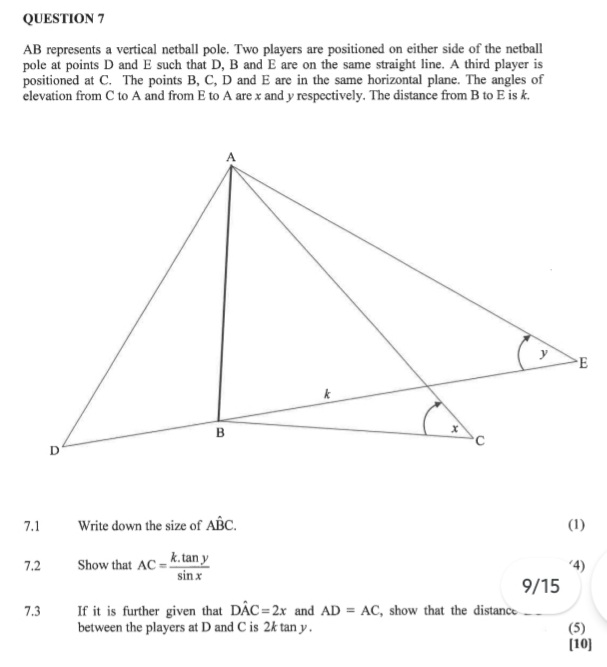 QUESTION 7
AB represents a vertical netball pole. Two players are positioned on either side of the netball
pole at points D and E such that D, B and E are on the same straight line. A third player is
positioned at C. The points B, C, D and E are in the same horizontal plane. The angles of
elevation from C to A and from E to A are x and y respectively. The distance from B to E is k.
A
y
E
k
B
x
C
D
7.1 Write down the size of AB̂C. (1)
7.2 Show that AC = k.tan y / sin x (4)
9/15
7.3 If it is further given that DÂC = 2x and AD = AC, show that the distance
between the players at D and C is 2k tan y. (5)
[10]